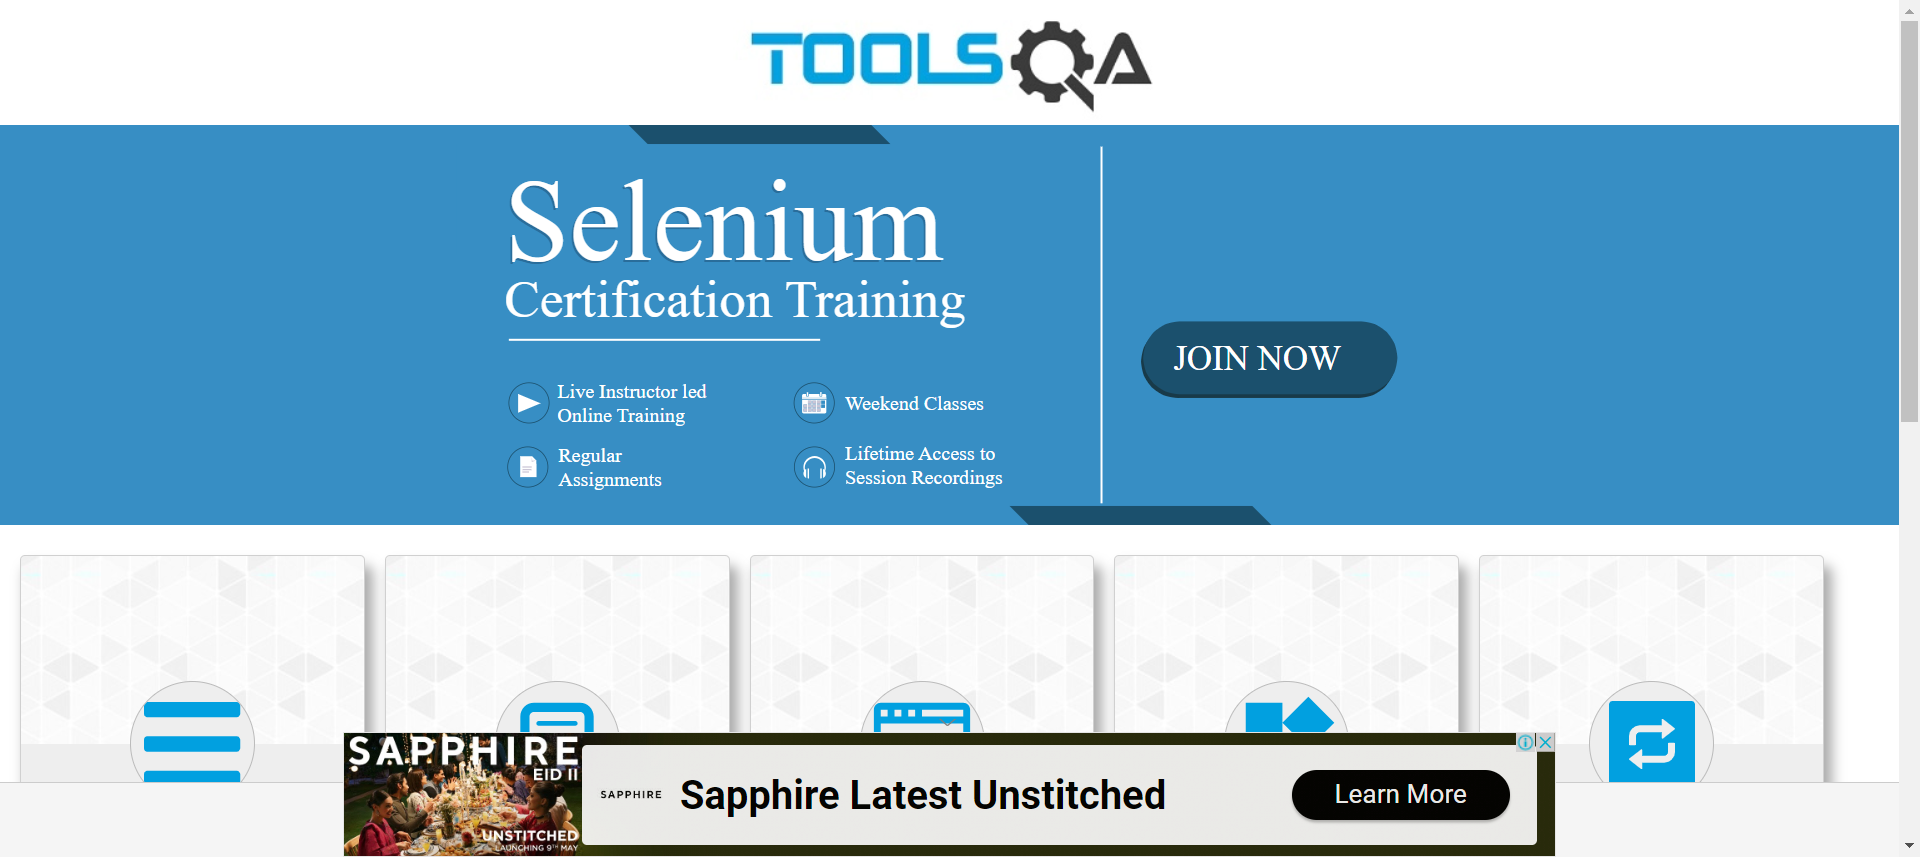 TOOLSQA
Selenium
Certification Training
JOIN NOW
Live Instructor led
Online Training
Weekend Classes
Regular
Assignments
Lifetime Access to
Session Recordings
SAPPHIRE
EID II
UNSTITCHED
LAUNCHING 9TH MAY
SAPPHIRE
Sapphire Latest Unstitched
Learn More